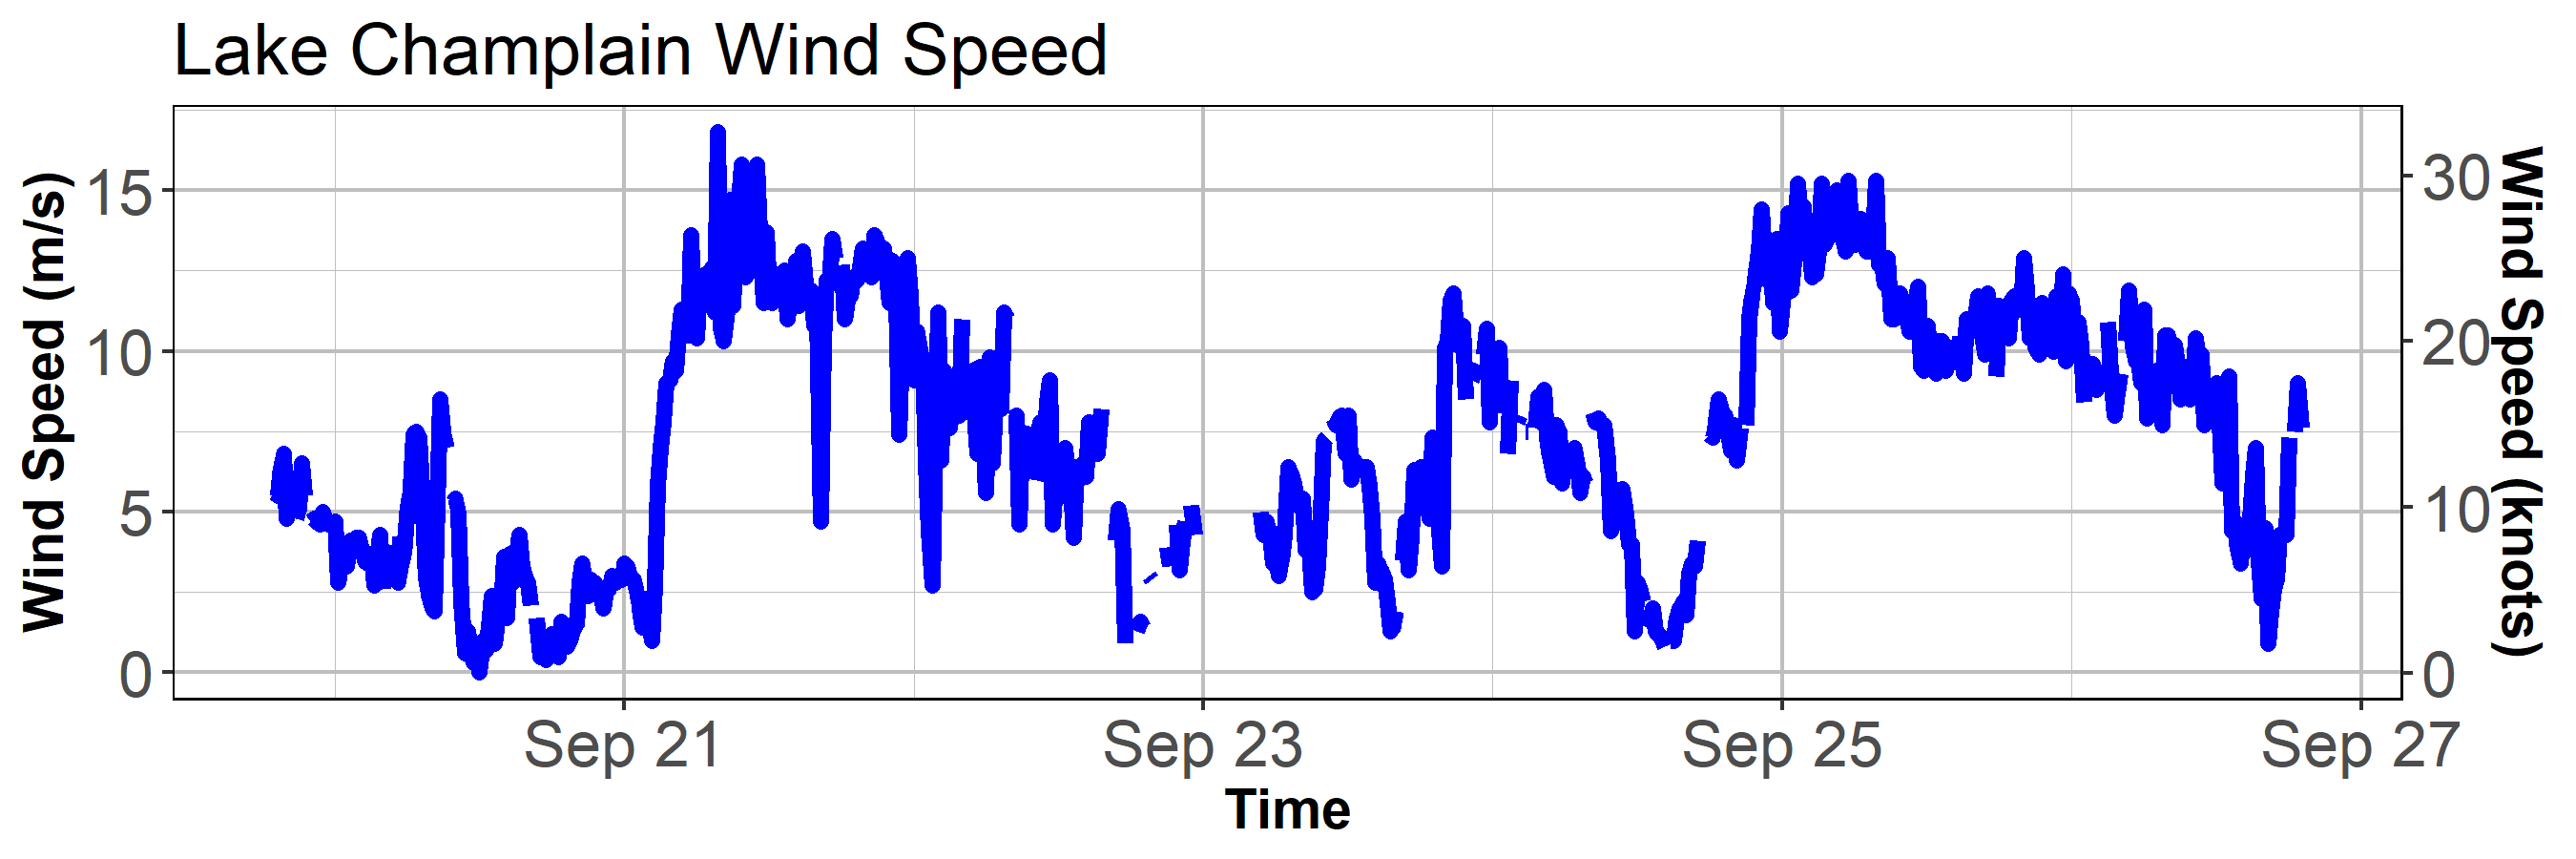 Lake Champlain Wind Speed
Wind Speed (m/s)
15
10
5
0
30
20
10
0
Wind Speed (knots)
Sep 21
Sep 23
Sep 25
Sep 27
Time